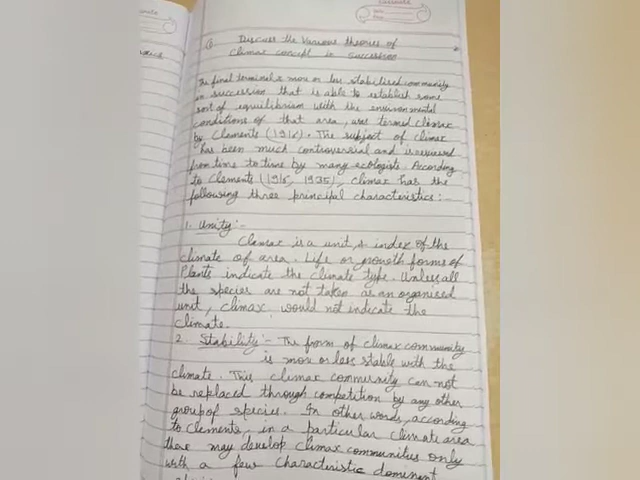 Classmate
Date
Page
Q. Discuss the Various theories of
Climax concept in succession
The final terminal & more or less stabilised community
in succession that is able to establish some
sort of equilibrium with the environmental
conditions of that area, was termed climax
by Clements (1916). The subject of climax
has been much controversial and is reviewed
from time to time by many ecologists. According
to Clements (1916, 1935), climax has the
following three principal characteristics :-
1. Unity :-
Climax is a unit, & index of the
climate of area. Life or growth forms of
Plants indicate the climate type. Unless all
the species are not taken as an organised
unit, climax, would not indicate the
climate.
2. Stability :- The form of climax community
is more or less stable with the
climate. This climax community can not
be replaced through competition by any other
group of species. In other words, according
to Clements, in a particular climate area
there may develop climax communities only
with a few characteristic dominent